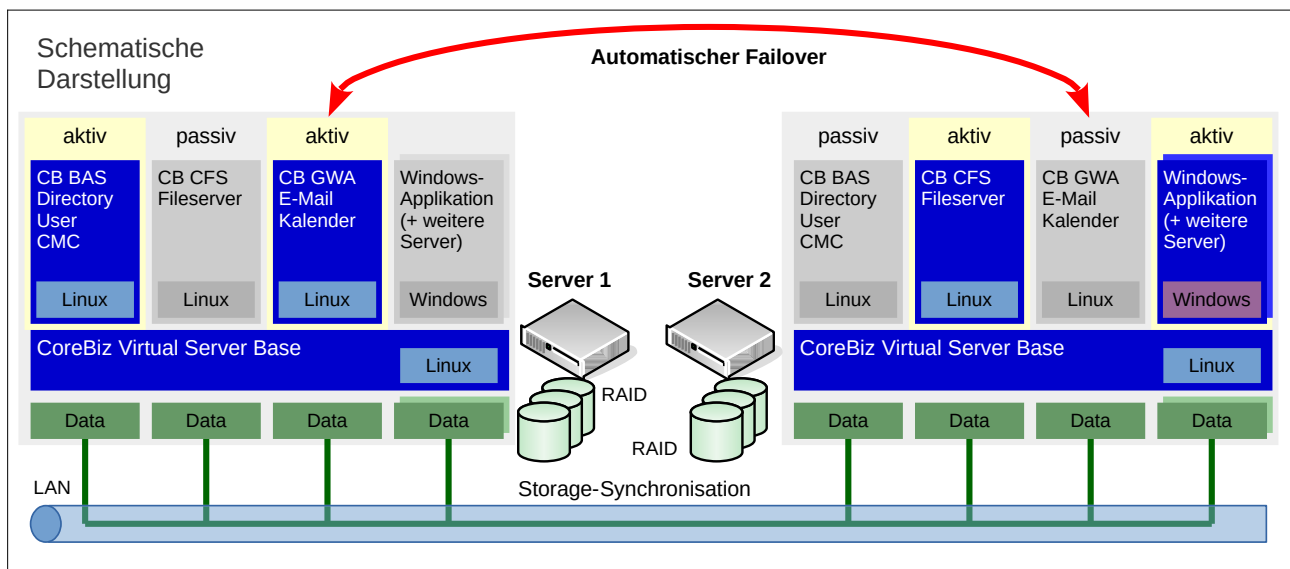 Schematische
Darstellung
Automatischer Failover
aktiv
passiv
aktiv
CB BAS
Directory
User
CMC
Linux
CB CFS
Fileserver
Linux
CB GWA
E-Mail
Kalender
Linux
Windows-
Applikation
(+ weitere
Server)
Windows
CoreBiz Virtual Server Base
Linux
Data
Data
Data
Data
Server 1
RAID
Server 2
RAID
passiv
aktiv
passiv
aktiv
CB BAS
Directory
User
CMC
Linux
CB CFS
Fileserver
Linux
CB GWA
E-Mail
Kalender
Linux
Windows-
Applikation
(+ weitere
Server)
Windows
CoreBiz Virtual Server Base
Linux
Data
Data
Data
Data
LAN
Storage-Synchronisation